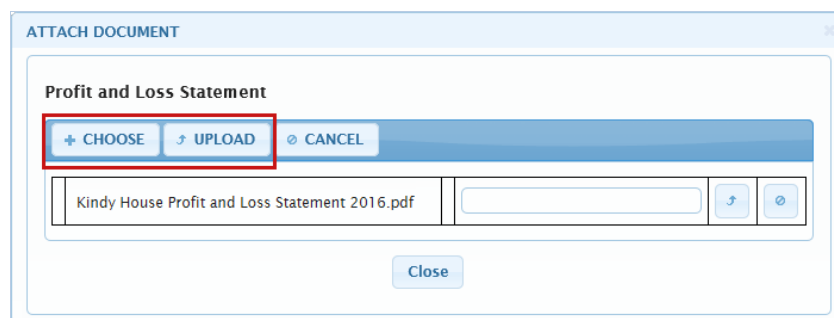 ATTACH DOCUMENT
Profit and Loss Statement
CHOOSE UPLOAD CANCEL
Kindy House Profit and Loss Statement 2016.pdf
Close